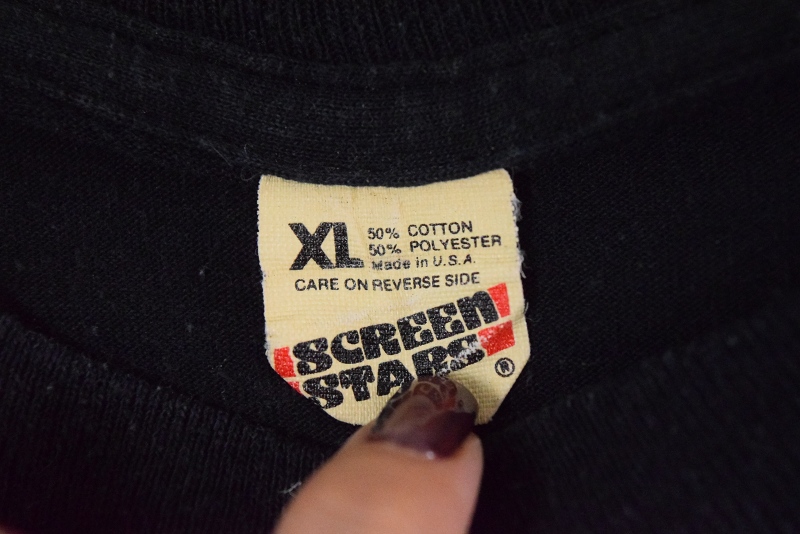 XL
50% COTTON
50% POLYESTER
Made in U.S.A.
CARE ON REVERSE SIDE
SCREEN
STARS ®